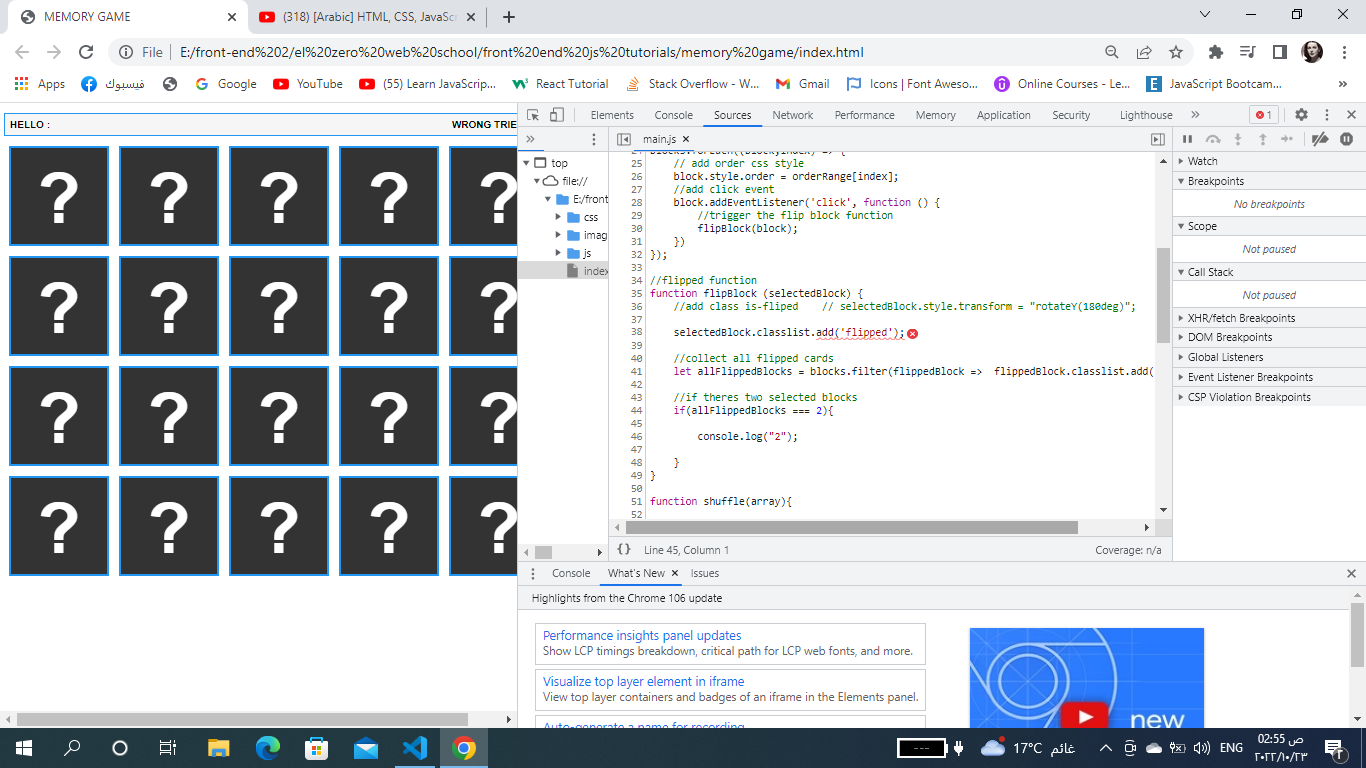 MEMORY GAME
(318) [Arabic] HTML, CSS, JavaScr
File
E:/front-end%202/el%20zero%20web%20school/front%20end%20js%20tutorials/memory%20game/index.html
Apps
فيسبوك
Google
YouTube
(55) Learn JavaScrip...
React Tutorial
Stack Overflow - W...
Gmail
Icons | Font Aweso...
Online Courses - Le...
JavaScript Bootcam...
»
HELLO :
WRONG TRIE
? ? ? ? ?
? ? ? ? ?
? ? ? ? ?
? ? ? ? ?
Elements
Console
Sources
Network
Performance
Memory
Application
Security
Lighthouse
»
1
»
main.js
top
file://
E:/front
css
imag
js
index
24 blocks.forEach((block,index) => {
25 // add order css style
26 block.style.order = orderRange[index];
27 //add click event
28 block.addEventListener('click', function () {
29 //trigger the flip block function
30 flipBlock(block);
31 })
32 });
33
34 //flipped function
35 function flipBlock (selectedBlock) {
36 //add class is-fliped // selectedBlock.style.transform = "rotateY(180deg)";
37
38 selectedBlock.classlist.add('flipped');
39
40 //collect all flipped cards
41 let allFlippedBlocks = blocks.filter(flippedBlock => flippedBlock.classlist.add(
42
43 //if theres two selected blocks
44 if(allFlippedBlocks === 2){
45
46 console.log("2");
47
48 }
49 }
50
51 function shuffle(array){
52
{ } Line 45, Column 1
Coverage: n/a
Watch
Breakpoints
No breakpoints
Scope
Not paused
Call Stack
Not paused
XHR/fetch Breakpoints
DOM Breakpoints
Global Listeners
Event Listener Breakpoints
CSP Violation Breakpoints
Console
What's New
Issues
Highlights from the Chrome 106 update
Performance insights panel updates
Show LCP timings breakdown, critical path for LCP web fonts, and more.
Visualize top layer element in iframe
View top layer containers and badges of an iframe in the Elements panel.
Auto-generate a name for recording
new
17°C غائم
ENG
02:55 ص
٢٠٢٢/١٠/٢٣